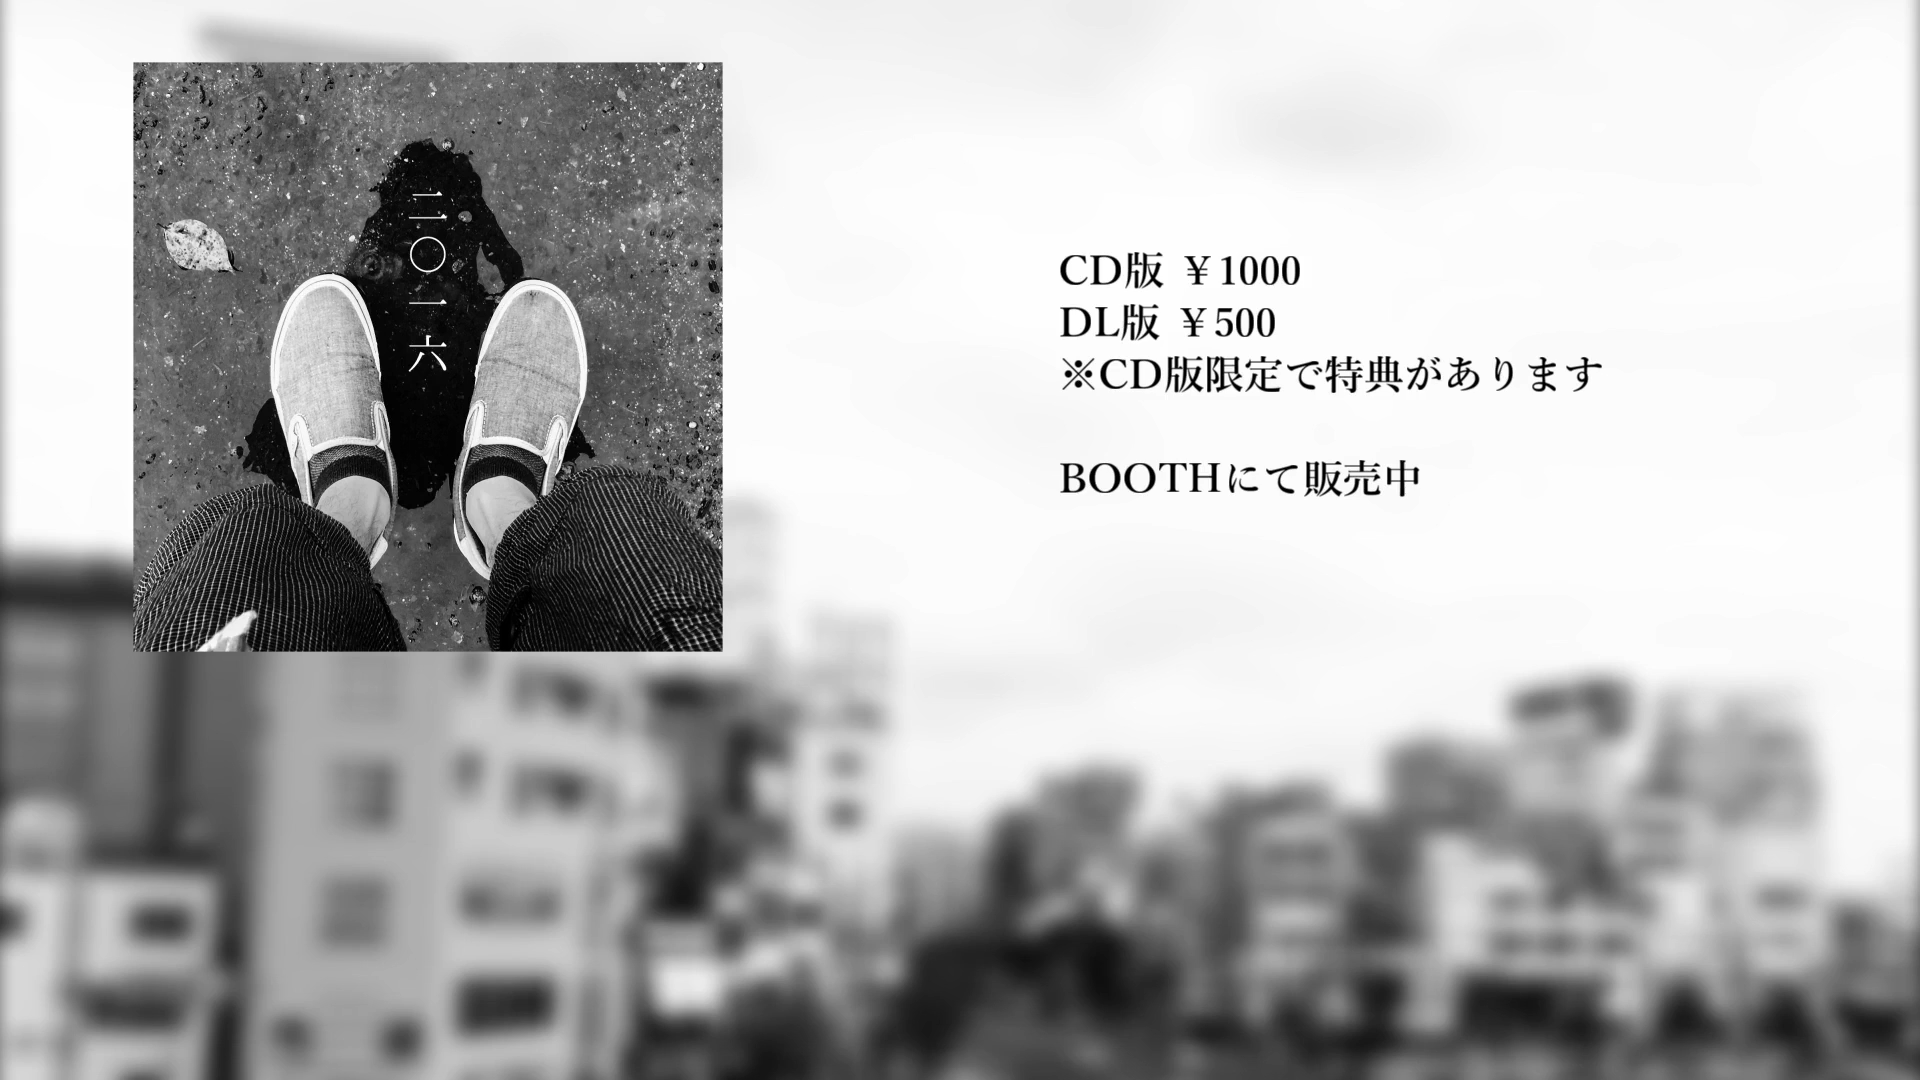 二〇一六
CD版 ￥1000
DL版 ￥500
※CD版限定で特典があります
BOOTHにて販売中